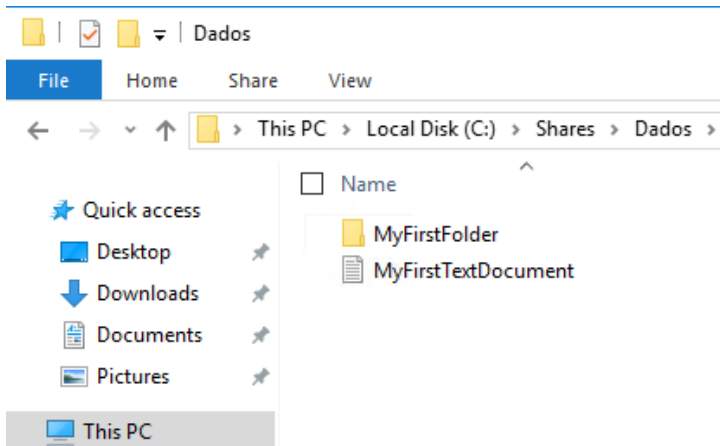 Dados
File Home Share View
This PC > Local Disk (C:) > Shares > Dados >
Name
Quick access
Desktop
Downloads
Documents
Pictures
This PC
MyFirstFolder
MyFirstTextDocument